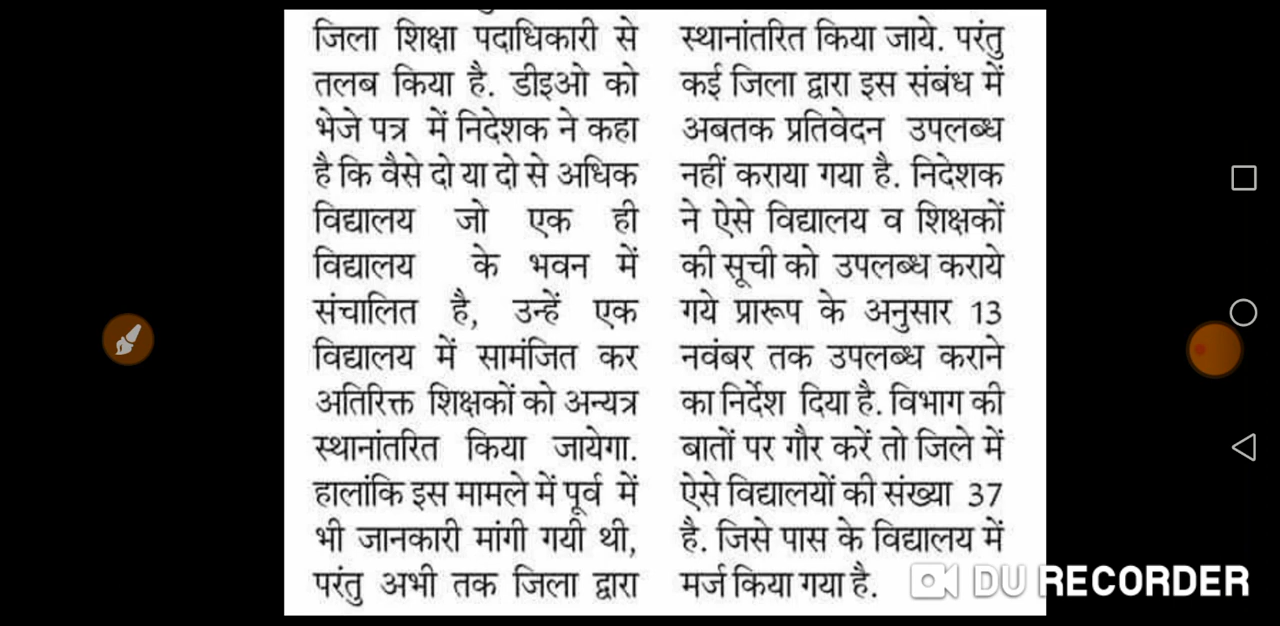 जिला शिक्षा पदाधिकारी से
तलब किया है. डीइओ को
भेजे पत्र में निदेशक ने कहा
है कि वैसे दो या दो से अधिक
विद्यालय जो एक ही
विद्यालय के भवन में
संचालित है, उन्हें एक
विद्यालय में सामंजित कर
अतिरिक्त शिक्षकों को अन्यत्र
स्थानांतरित किया जायेगा.
हालांकि इस मामले में पूर्व में
भी जानकारी मांगी गयी थी,
परंतु अभी तक जिला द्वारा
स्थानांतरित किया जाये. परंतु
कई जिला द्वारा इस संबंध में
अबतक प्रतिवेदन उपलब्ध
नहीं कराया गया है. निदेशक
ने ऐसे विद्यालय व शिक्षकों
की सूची को उपलब्ध कराये
गये प्रारूप के अनुसार 13
नवंबर तक उपलब्ध कराने
का निर्देश दिया है. विभाग की
बातों पर गौर करें तो जिले में
ऐसे विद्यालयों की संख्या 37
है. जिसे पास के विद्यालय में
मर्ज किया गया है.
DU RECORDER